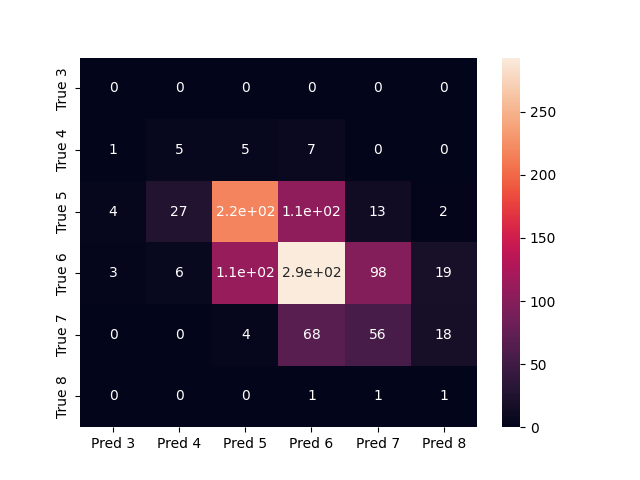 True 3 0 0 0 0 0 0
True 4 1 5 5 7 0 0
True 5 4 27 2.2e+02 1.1e+02 13 2
True 6 3 6 1.1e+02 2.9e+02 98 19
True 7 0 0 4 68 56 18
True 8 0 0 0 1 1 1
Pred 3 Pred 4 Pred 5 Pred 6 Pred 7 Pred 8
250
200
150
100
50
0